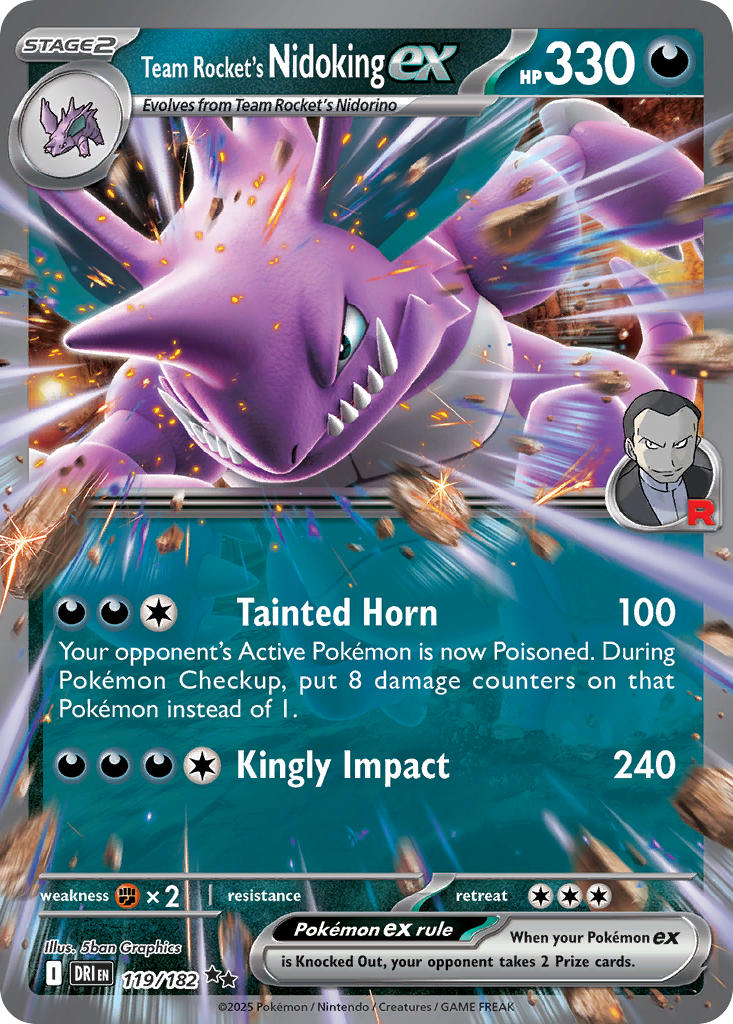 STAGE2
Team Rocket's Nidoking ex HP 330
Evolves from Team Rocket's Nidorino
R
Tainted Horn 100
Your opponent's Active Pokémon is now Poisoned. During
Pokémon Checkup, put 8 damage counters on that
Pokémon instead of 1.
Kingly Impact 240
weakness ×2 resistance retreat
Pokémon ex rule When your Pokémon ex
is Knocked Out, your opponent takes 2 Prize cards.
Illus. 5ban Graphics
I DRI EN 119/182
©2025 Pokémon / Nintendo / Creatures / GAME FREAK